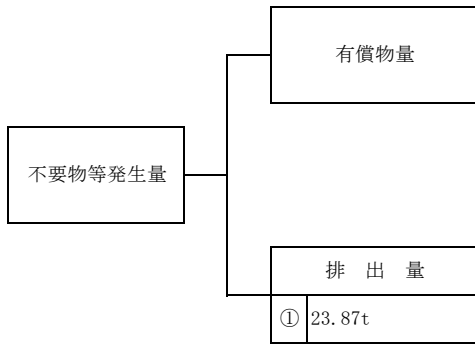 有償物量
不要物等発生量
排 出 量
① 23.87t